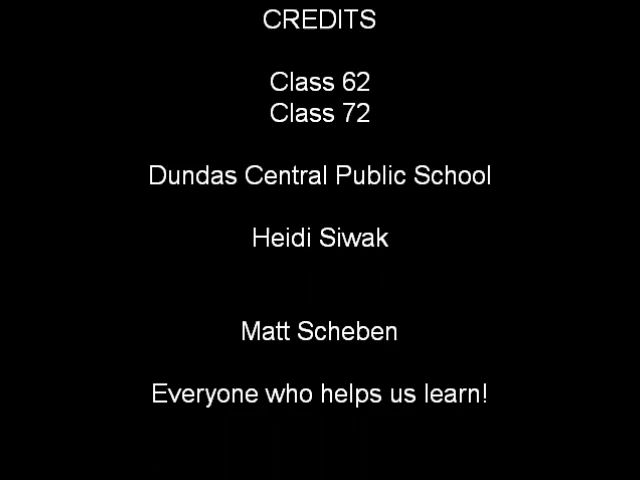 CREDITS
Class 62
Class 72
Dundas Central Public School
Heidi Siwak
Matt Scheben
Everyone who helps us learn!